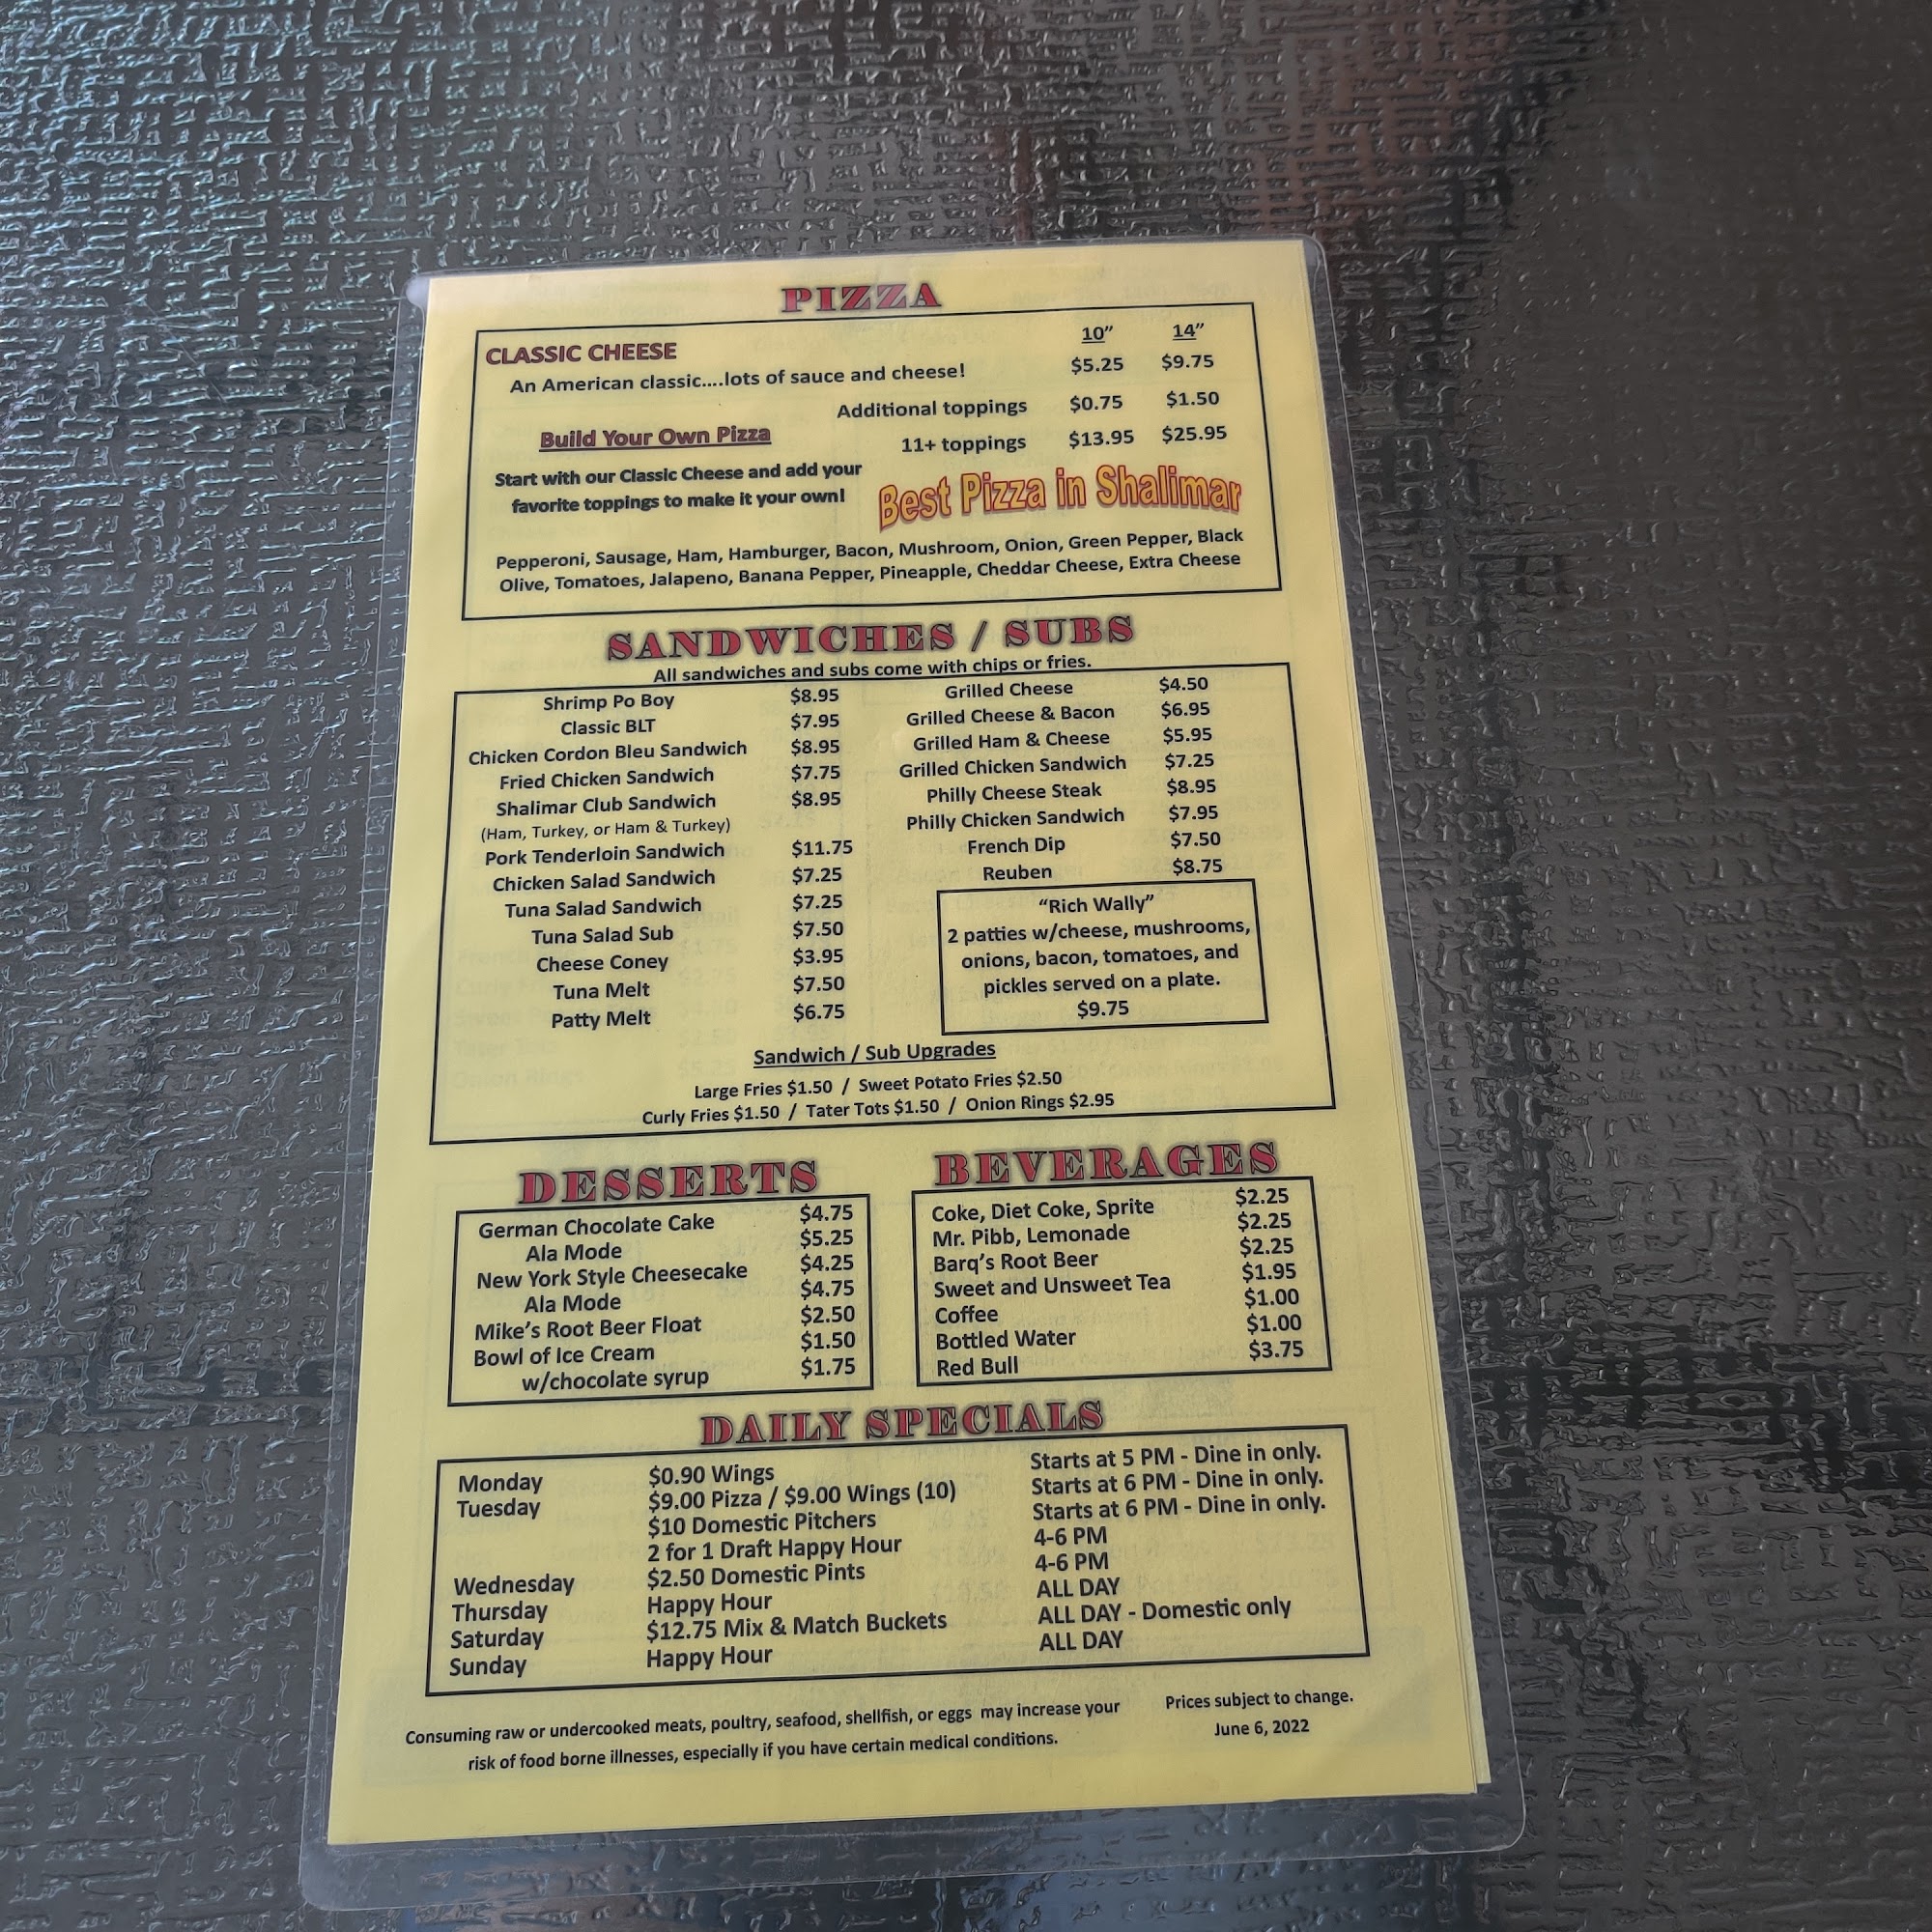 PIZZA
10” 14”
CLASSIC CHEESE
An American classic....lots of sauce and cheese! $5.25 $9.75
Additional toppings $0.75 $1.50
Build Your Own Pizza 11+ toppings $13.95 $25.95
Start with our Classic Cheese and add your
favorite toppings to make it your own!
Best Pizza in Shalimar
Pepperoni, Sausage, Ham, Hamburger, Bacon, Mushroom, Onion, Green Pepper, Black
Olive, Tomatoes, Jalapeno, Banana Pepper, Pineapple, Cheddar Cheese, Extra Cheese
SANDWICHES / SUBS
All sandwiches and subs come with chips or fries.
Shrimp Po Boy $8.95
Classic BLT $7.95
Chicken Cordon Bleu Sandwich $8.95
Fried Chicken Sandwich $7.75
Shalimar Club Sandwich $8.95
(Ham, Turkey, or Ham & Turkey)
Pork Tenderloin Sandwich $11.75
Chicken Salad Sandwich $7.25
Tuna Salad Sandwich $7.25
Tuna Salad Sub $7.50
Cheese Coney $3.95
Tuna Melt $7.50
Patty Melt $6.75
Grilled Cheese $4.50
Grilled Cheese & Bacon $6.95
Grilled Ham & Cheese $5.95
Grilled Chicken Sandwich $7.25
Philly Cheese Steak $8.95
Philly Chicken Sandwich $7.95
French Dip $7.50
Reuben $8.75
“Rich Wally”
2 patties w/cheese, mushrooms,
onions, bacon, tomatoes, and
pickles served on a plate.
$9.75
Sandwich / Sub Upgrades
Large Fries $1.50 / Sweet Potato Fries $2.50
Curly Fries $1.50 / Tater Tots $1.50 / Onion Rings $2.95
DESSERTS
German Chocolate Cake $4.75
Ala Mode $5.25
New York Style Cheesecake $4.25
Ala Mode $4.75
Mike’s Root Beer Float $2.50
Bowl of Ice Cream $1.50
w/chocolate syrup $1.75
BEVERAGES
Coke, Diet Coke, Sprite $2.25
Mr. Pibb, Lemonade $2.25
Barq’s Root Beer $2.25
Sweet and Unsweet Tea $1.95
Coffee $1.00
Bottled Water $1.00
Red Bull $3.75
DAILY SPECIALS
Monday $0.90 Wings Starts at 5 PM - Dine in only.
Tuesday $9.00 Pizza / $9.00 Wings (10) Starts at 6 PM - Dine in only.
$10 Domestic Pitchers Starts at 6 PM - Dine in only.
2 for 1 Draft Happy Hour 4-6 PM
Wednesday $2.50 Domestic Pints 4-6 PM
Thursday Happy Hour ALL DAY
Saturday $12.75 Mix & Match Buckets ALL DAY - Domestic only
Sunday Happy Hour ALL DAY
Consuming raw or undercooked meats, poultry, seafood, shellfish, or eggs may increase your
risk of food borne illnesses, especially if you have certain medical conditions.
Prices subject to change.
June 6, 2022